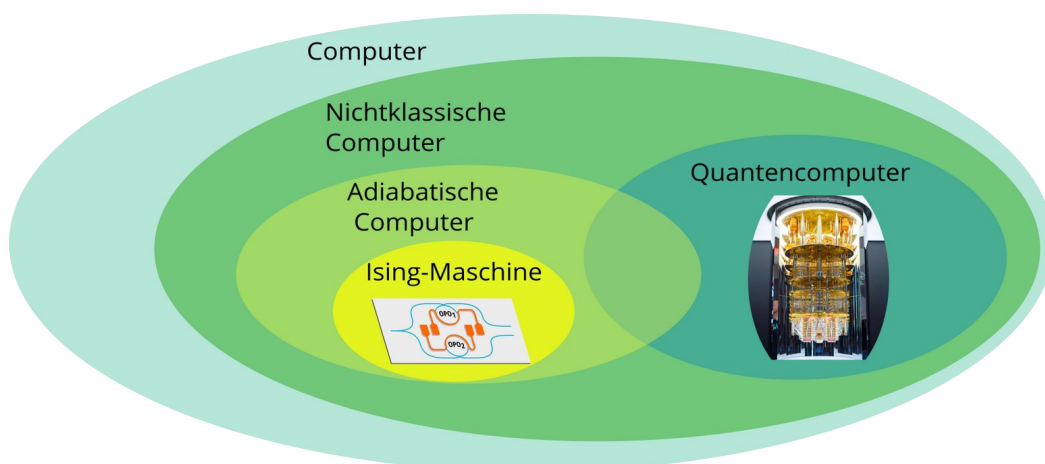 Computer
Nichtklassische
Computer
Adiabatische
Computer
Quantencomputer
Ising-Maschine
OPO1
OPO2